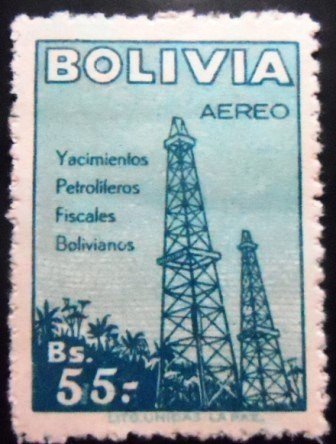 BOLIVIA
AEREO
Yacimientos
Petrolíferos
Fiscales
Bolivianos
Bs.
55.-
LITO. UNIDAS LA PAZ.